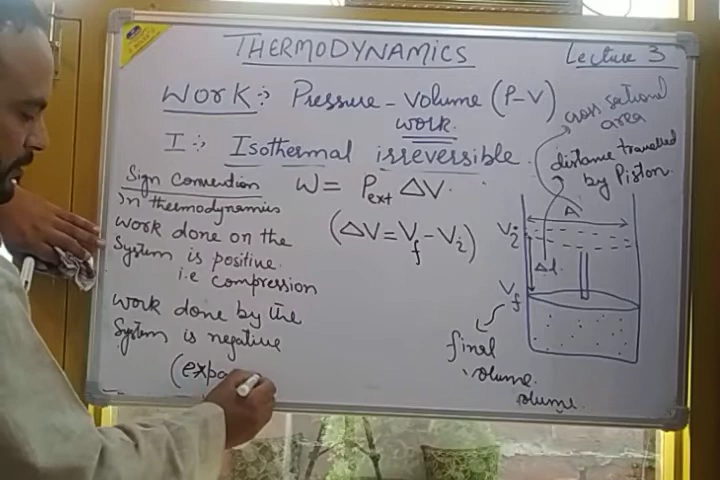 THERMODYNAMICS
Lecture 3
Work :- Pressure - Volume (P-V)
work.
I :- Isothermal irreversible.
Sign Convention
in thermodynamics
work done on the
System is positive.
i.e compression
work done by the
System is negative
(expa
W = Pext ΔV.
(ΔV = Vf - Vi)
cross sectional
area
distance travelled
by Piston.
A
Vi
Δl.
Vf
final
volume.
olume.